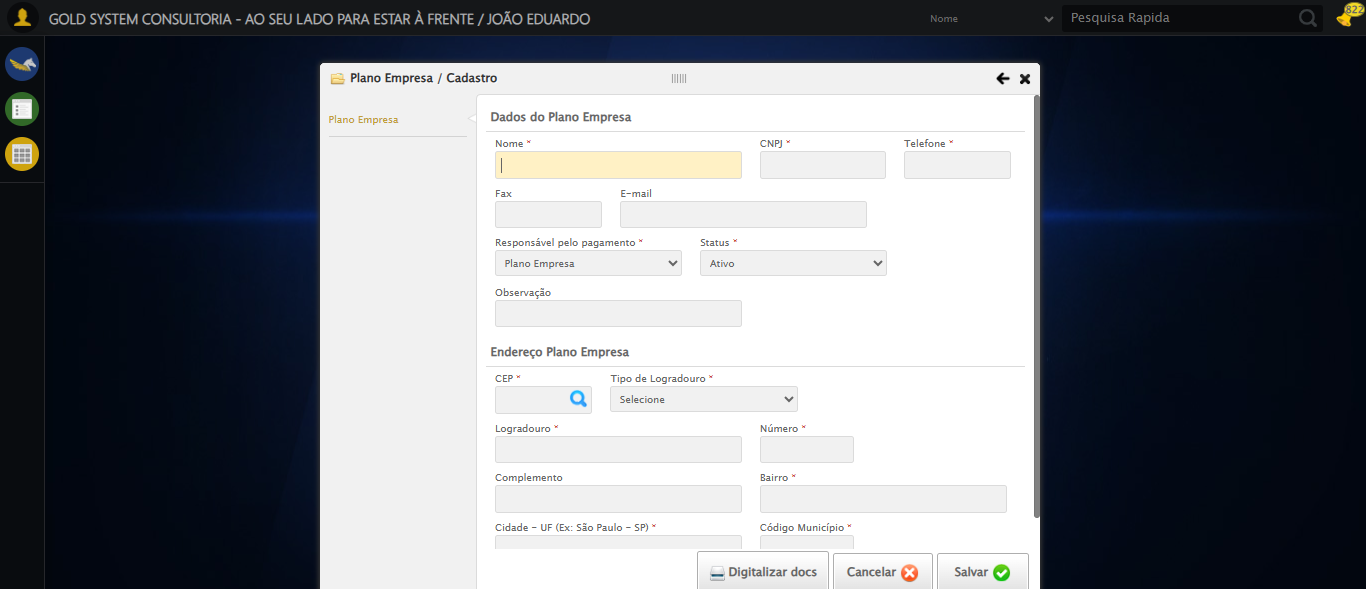 GOLD SYSTEM CONSULTORIA - AO SEU LADO PARA ESTAR À FRENTE / JOÃO EDUARDO
Nome
Pesquisa Rapida
822
Plano Empresa / Cadastro
Plano Empresa
Dados do Plano Empresa
Nome * CNPJ * Telefone *
Fax E-mail
Responsável pelo pagamento * Status *
Plano Empresa Ativo
Observação
Endereço Plano Empresa
CEP * Tipo de Logradouro *
Selecione
Logradouro * Número *
Complemento Bairro *
Cidade - UF (Ex: São Paulo - SP) * Código Município *
Digitalizar docs Cancelar Salvar